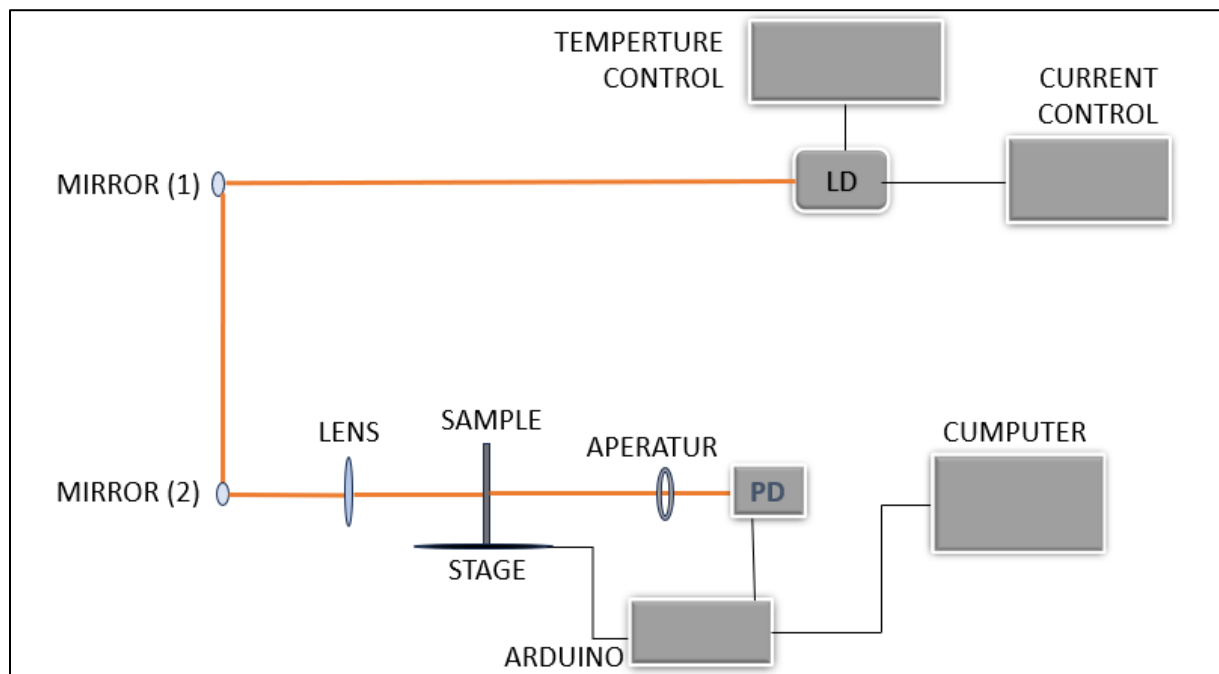 TEMPERTURE
CONTROL
CURRENT
CONTROL
MIRROR (1)
LD
LENS
SAMPLE
APERATUR
CUMPUTER
MIRROR (2)
PD
STAGE
ARDUINO